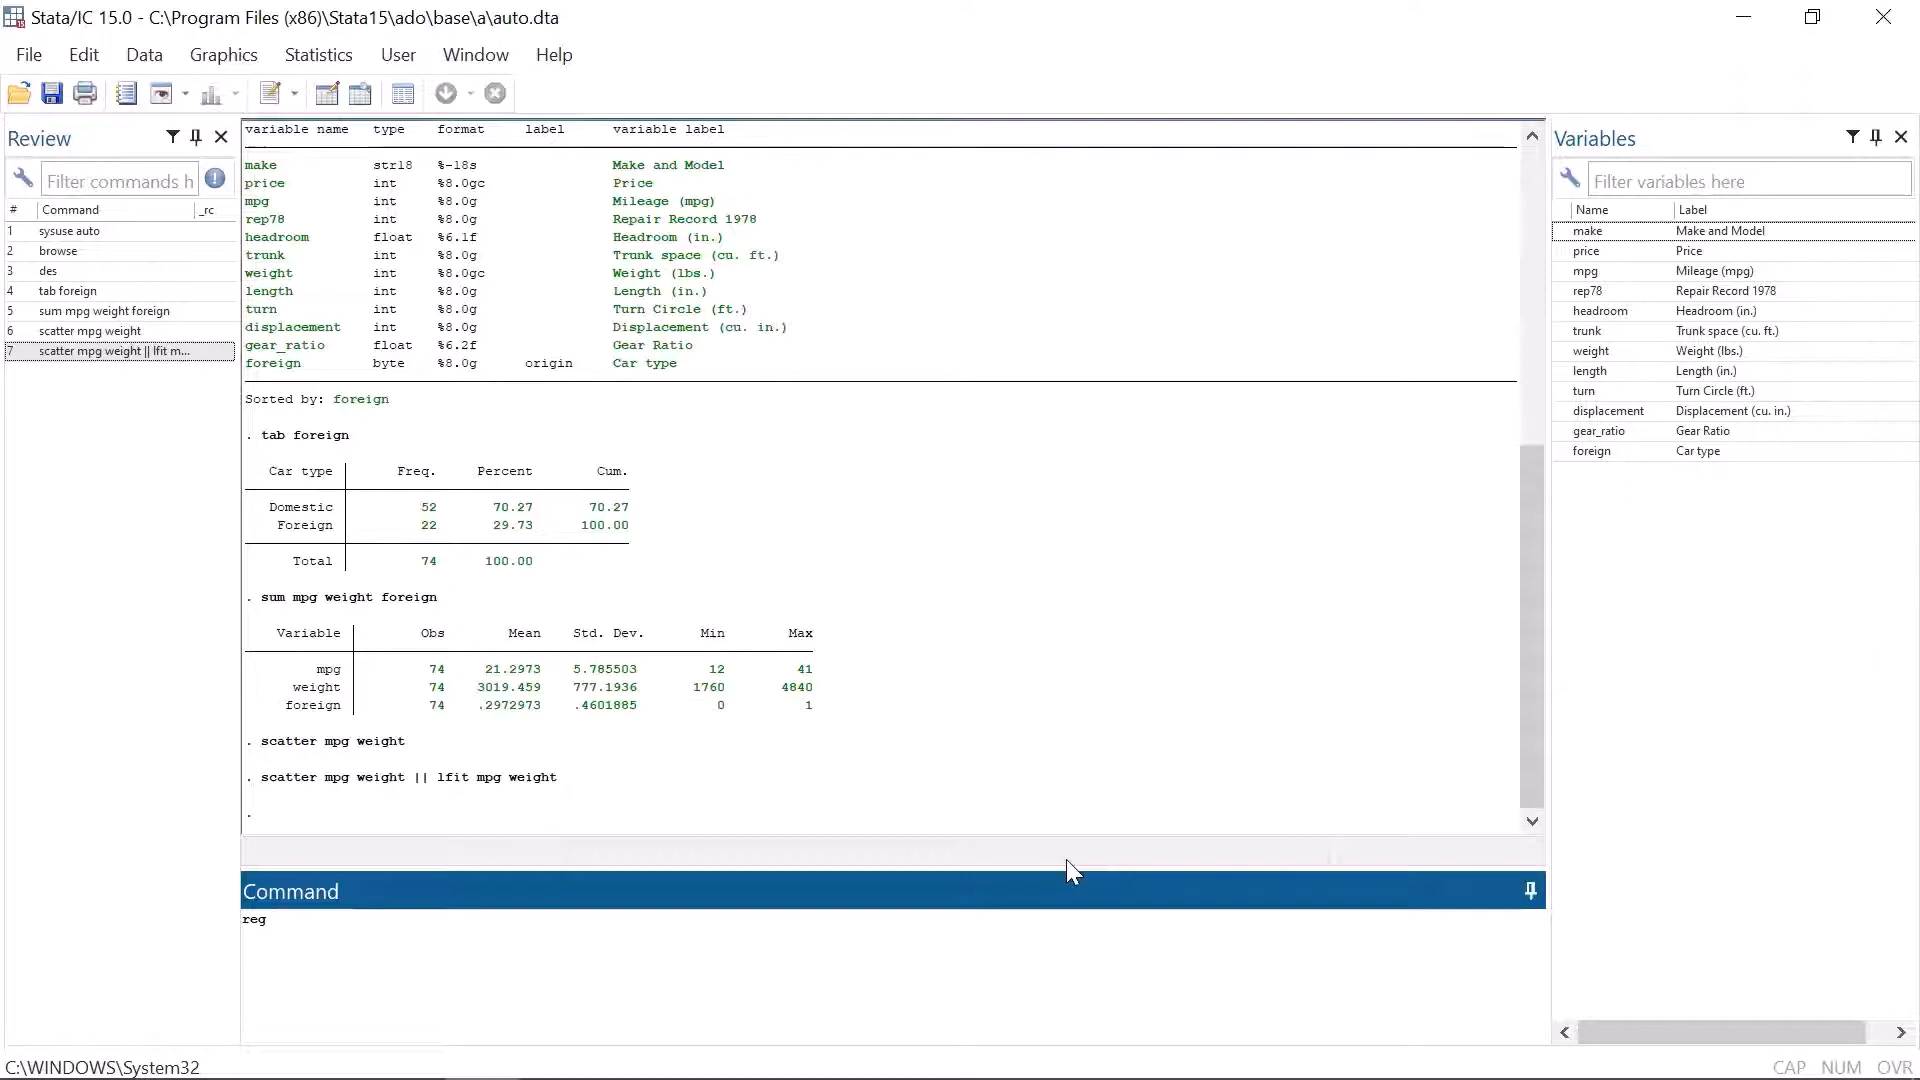 Stata/IC 15.0 - C:\Program Files (x86)\Stata15\ado\base\a\auto.dta
File Edit Data Graphics Statistics User Window Help
Review
Filter commands h
# Command _rc
1 sysuse auto
2 browse
3 des
4 tab foreign
5 sum mpg weight foreign
6 scatter mpg weight
7 scatter mpg weight || lfit m...
variable name type format label variable label
make str18 %-18s Make and Model
price int %8.0gc Price
mpg int %8.0g Mileage (mpg)
rep78 int %8.0g Repair Record 1978
headroom float %6.1f Headroom (in.)
trunk int %8.0g Trunk space (cu. ft.)
weight int %8.0gc Weight (lbs.)
length int %8.0g Length (in.)
turn int %8.0g Turn Circle (ft.)
displacement int %8.0g Displacement (cu. in.)
gear_ratio float %6.2f Gear Ratio
foreign byte %8.0g origin Car type
Sorted by: foreign
. tab foreign
Car type Freq. Percent Cum.
Domestic 52 70.27 70.27
Foreign 22 29.73 100.00
Total 74 100.00
. sum mpg weight foreign
Variable Obs Mean Std. Dev. Min Max
mpg 74 21.2973 5.785503 12 41
weight 74 3019.459 777.1936 1760 4840
foreign 74 .2972973 .4601885 0 1
. scatter mpg weight
. scatter mpg weight || lfit mpg weight
.
Command
reg
Variables
Filter variables here
Name Label
make Make and Model
price Price
mpg Mileage (mpg)
rep78 Repair Record 1978
headroom Headroom (in.)
trunk Trunk space (cu. ft.)
weight Weight (lbs.)
length Length (in.)
turn Turn Circle (ft.)
displacement Displacement (cu. in.)
gear_ratio Gear Ratio
foreign Car type
C:\WINDOWS\System32
CAP NUM OVR